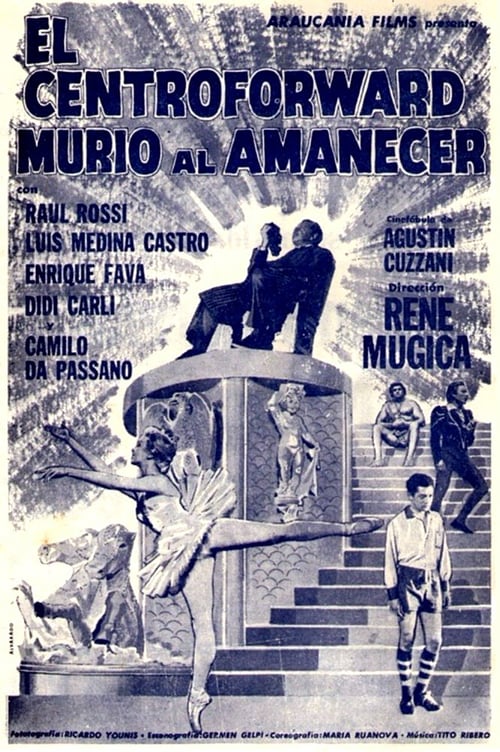 ARAUCANIA FILMS presenta
EL
CENTROFORWARD
MURIO AL AMANECER
con
RAUL ROSSI
LUIS MEDINA CASTRO
ENRIQUE FAVA
DIDI CARLI
y
CAMILO
DA PASSANO
Cinefábula de
AGUSTIN
CUZZANI
Dirección
RENE
MUGICA
ALVARADO
Fotografía: RICARDO YOUNIS - Escenografía: GERMEN GELPI - Coreografía: MARIA RUANOVA - Música: TITO RIBERO